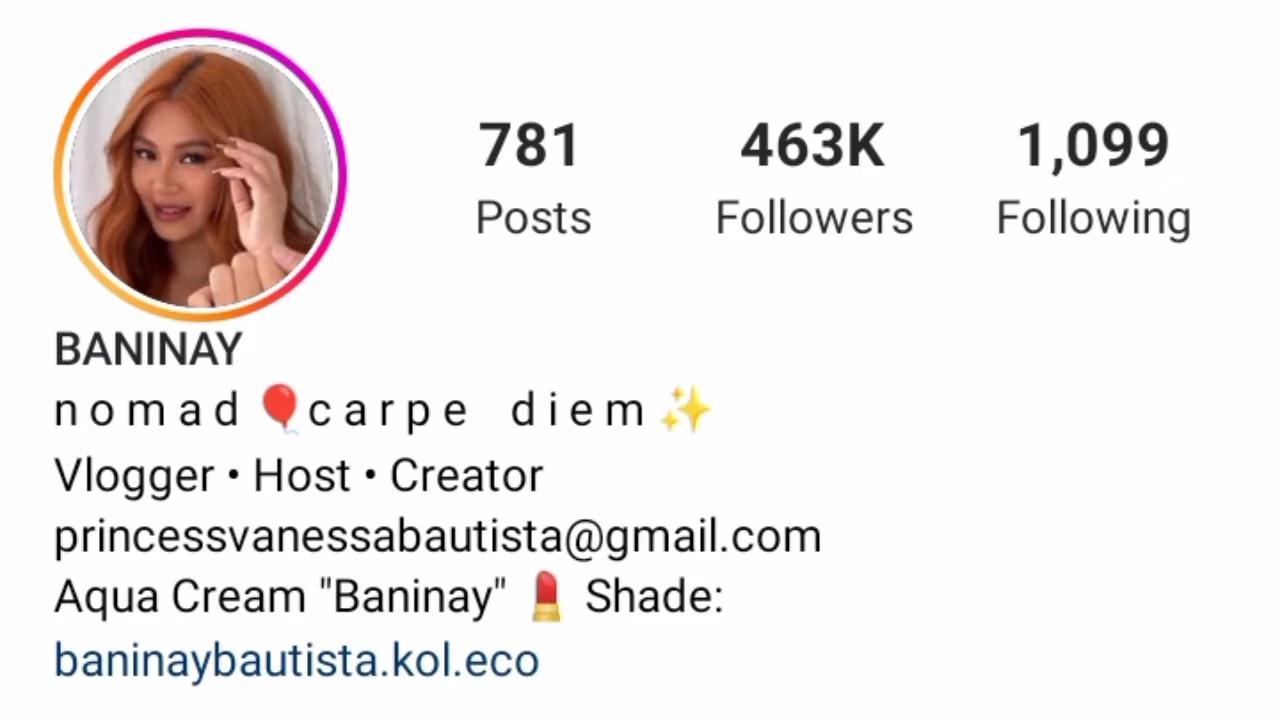 781 463K 1,099
Posts Followers Following
BANINAY
n o m a d 🎈c a r p e  d i e m ✨
Vlogger • Host • Creator
princessvanessabautista@gmail.com
Aqua Cream "Baninay" 💄 Shade:
baninaybautista.kol.eco